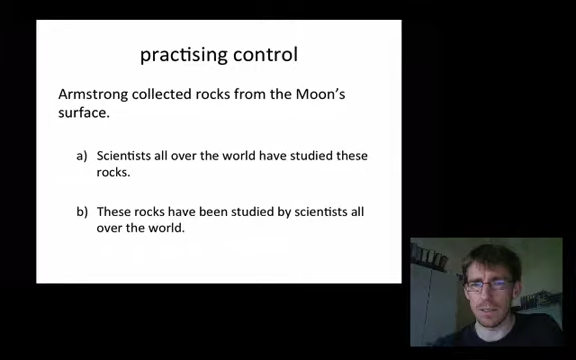 practising control
Armstrong collected rocks from the Moon's
surface.
a) Scientists all over the world have studied these
rocks.
b) These rocks have been studied by scientists all
over the world.